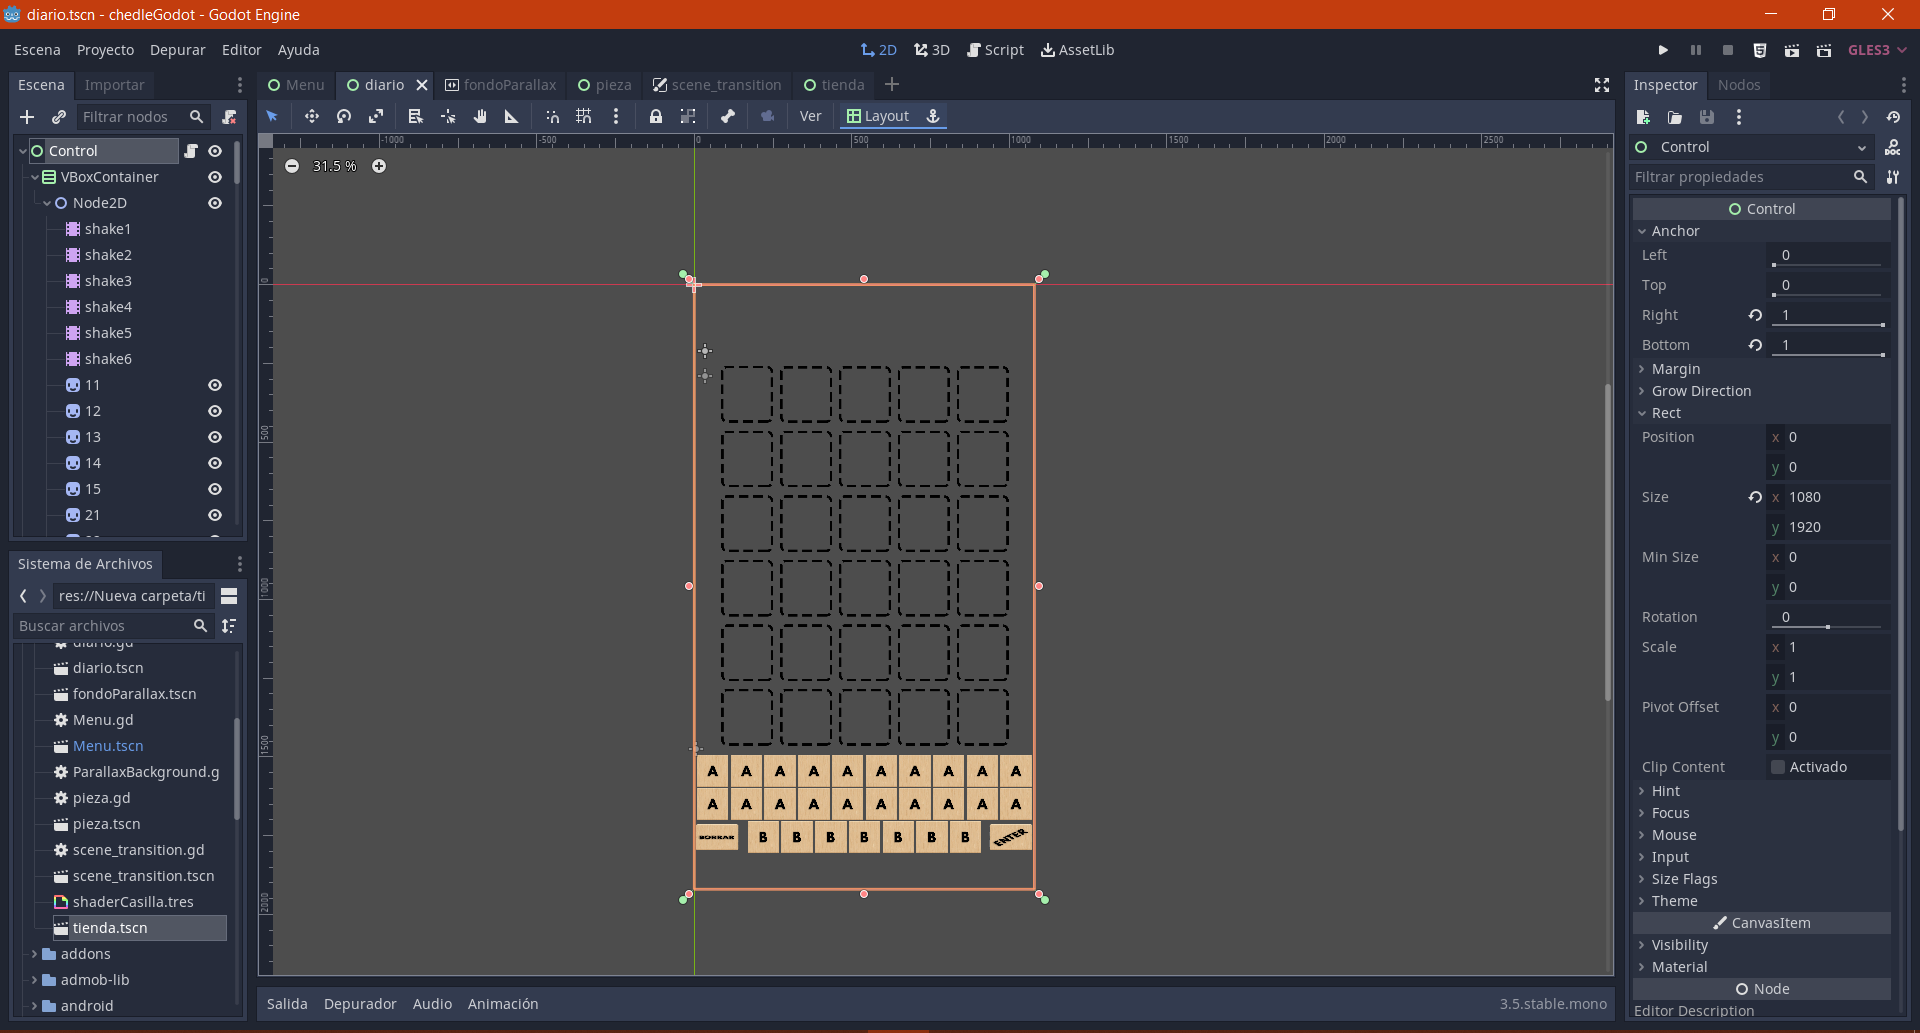 diario.tscn - chedleGodot - Godot Engine
Escena Proyecto Depurar Editor Ayuda
2D 3D Script AssetLib
GLES3
Escena Importar
Menu diario fondoParallax pieza scene_transition tienda
Inspector Nodos
Filtrar nodos
Ver Layout
Control
VBoxContainer
Node2D
shake1
shake2
shake3
shake4
shake5
shake6
11
12
13
14
15
21
Sistema de Archivos
res://Nueva carpeta/ti
Buscar archivos
diario.gd
diario.tscn
fondoParallax.tscn
Menu.gd
Menu.tscn
ParallaxBackground.g
pieza.gd
pieza.tscn
scene_transition.gd
scene_transition.tscn
shaderCasilla.tres
tienda.tscn
addons
admob-lib
android
-1000 -500 0 500 1000 1500 2000 2500
31.5 %
0
500
1000
1500
2000
A A A A A A A A A A
A A A A A A A A A A
BORRAR B B B B B B B ENTER
Salida Depurador Audio Animación
3.5.stable.mono
Control
Filtrar propiedades
Control
Anchor
Left 0
Top 0
Right 1
Bottom 1
Margin
Grow Direction
Rect
Position x 0
y 0
Size x 1080
y 1920
Min Size x 0
y 0
Rotation 0
Scale x 1
y 1
Pivot Offset x 0
y 0
Clip Content Activado
Hint
Focus
Mouse
Input
Size Flags
Theme
CanvasItem
Visibility
Material
Node
Editor Description